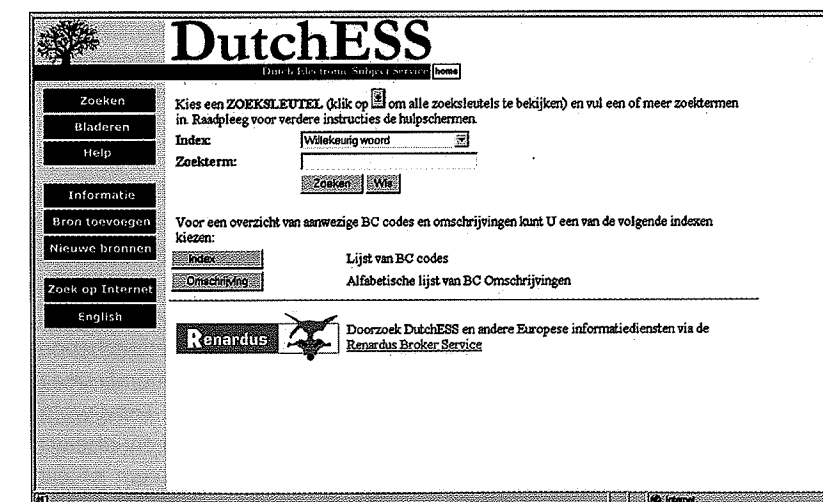 DutchESS
Dutch Electronic Subject Service home
Zoeken
Bladeren
Help
Informatie
Bron toevoegen
Nieuwe bronnen
Zoek op Internet
English
Kies een ZOEKSLEUTEL (klik op om alle zoeksleutels te bekijken) en vul een of meer zoektermen
in. Raadpleeg voor verdere instructies de hulpschermen.
Index: Willekeurig woord
Zoekterm:
Zoeken Wis
Voor een overzicht van aanwezige BC codes en omschrijvingen kunt U een van de volgende indexen
kiezen:
Index Lijst van BC codes
Omschrijving Alfabetische lijst van BC Omschrijvingen
Renardus
Doorzoek DutchESS en andere Europese informatiediensten via de
Renardus Broker Service
Internet